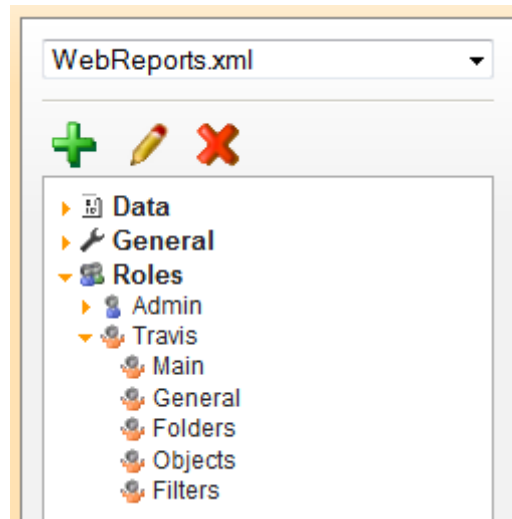 WebReports.xml
Data
General
Roles
Admin
Travis
Main
General
Folders
Objects
Filters